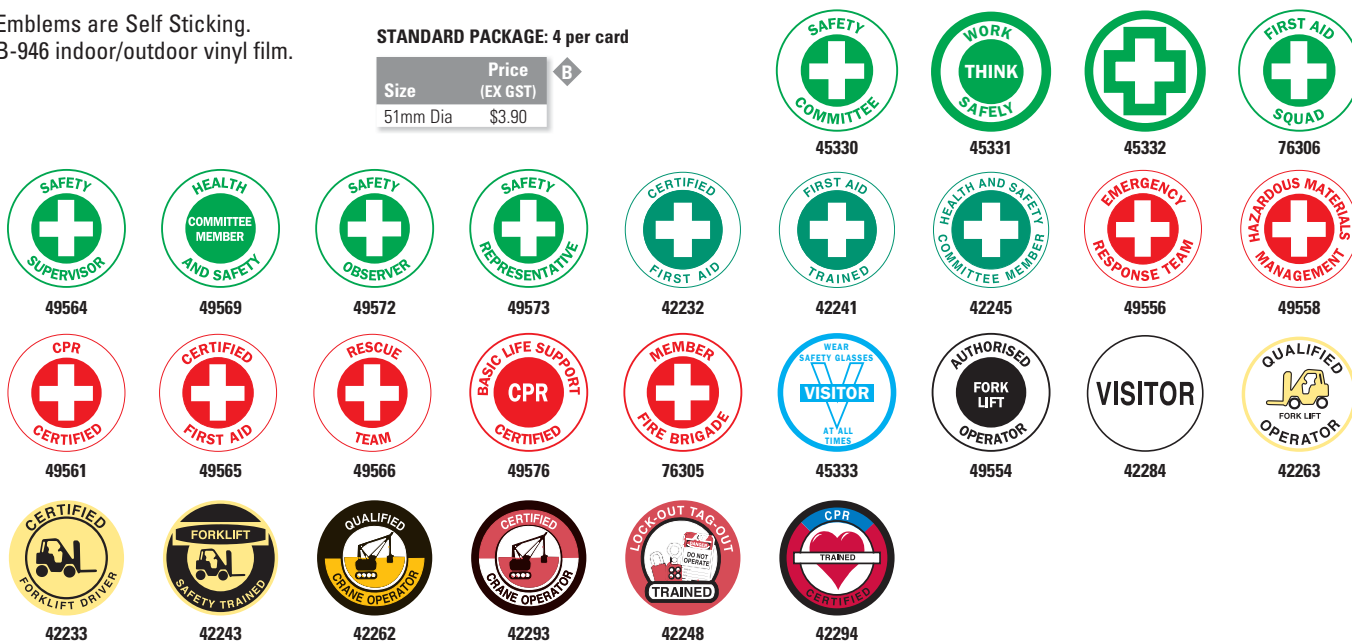 Emblems are Self Sticking.
B-946 indoor/outdoor vinyl film.
STANDARD PACKAGE: 4 per card
Size Price (EX GST)
51mm Dia $3.90
B
SAFETY COMMITTEE
45330
WORK THINK SAFELY
45331
45332
FIRST AID SQUAD
76306
SAFETY SUPERVISOR
49564
HEALTH COMMITTEE MEMBER AND SAFETY
49569
SAFETY OBSERVER
49572
SAFETY REPRESENTATIVE
49573
CERTIFIED FIRST AID
42232
FIRST AID TRAINED
42241
HEALTH AND SAFETY COMMITTEE MEMBER
42245
EMERGENCY RESPONSE TEAM
49556
HAZARDOUS MATERIALS MANAGEMENT
49558
CPR CERTIFIED
49561
CERTIFIED FIRST AID
49565
RESCUE TEAM
49566
BASIC LIFE SUPPORT CPR CERTIFIED
49576
MEMBER FIRE BRIGADE
76305
WEAR SAFETY GLASSES VISITOR AT ALL TIMES
45333
AUTHORISED FORK LIFT OPERATOR
49554
VISITOR
42284
QUALIFIED FORK LIFT OPERATOR
42263
CERTIFIED FORKLIFT DRIVER
42233
FORKLIFT SAFETY TRAINED
42243
QUALIFIED CRANE OPERATOR
42262
CERTIFIED CRANE OPERATOR
42293
LOCK-OUT TAG-OUT DANGER DO NOT OPERATE TRAINED
42248
CPR TRAINED CERTIFIED
42294